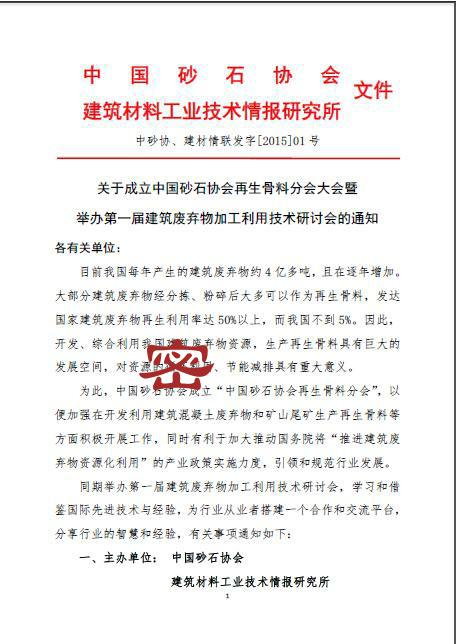 中国砂石协会
建筑材料工业技术情报研究所
文件
中砂协、建材情联发字[2015]01号
关于成立中国砂石协会再生骨料分会大会暨
举办第一届建筑废弃物加工利用技术研讨会的通知
各有关单位：
目前我国每年产生的建筑废弃物约4亿多吨，且在逐年增加。
大部分建筑废弃物经分拣、粉碎后大多可以作为再生骨料，发达
国家建筑废弃物再生利用率达50%以上，而我国不到5%。因此，
开发、综合利用我国建筑废弃物资源，生产再生骨料具有巨大的
发展空间，对资源的利用、节能减排具有重大意义。
密
为此，中国砂石协会成立“中国砂石协会再生骨料分会”，以
便加强在开发利用建筑混凝土废弃物和矿山尾矿生产再生骨料等
方面积极开展工作，同时有利于加大推动国务院将“推进建筑废
弃物资源化利用”的产业政策实施力度，引领和规范行业发展。
同期举办第一届建筑废弃物加工利用技术研讨会，学习和借
鉴国际先进技术与经验，为行业从业者搭建一个合作和交流平台，
分享行业的智慧和经验，有关事项通知如下：
一、主办单位： 中国砂石协会
建筑材料工业技术情报研究所
1